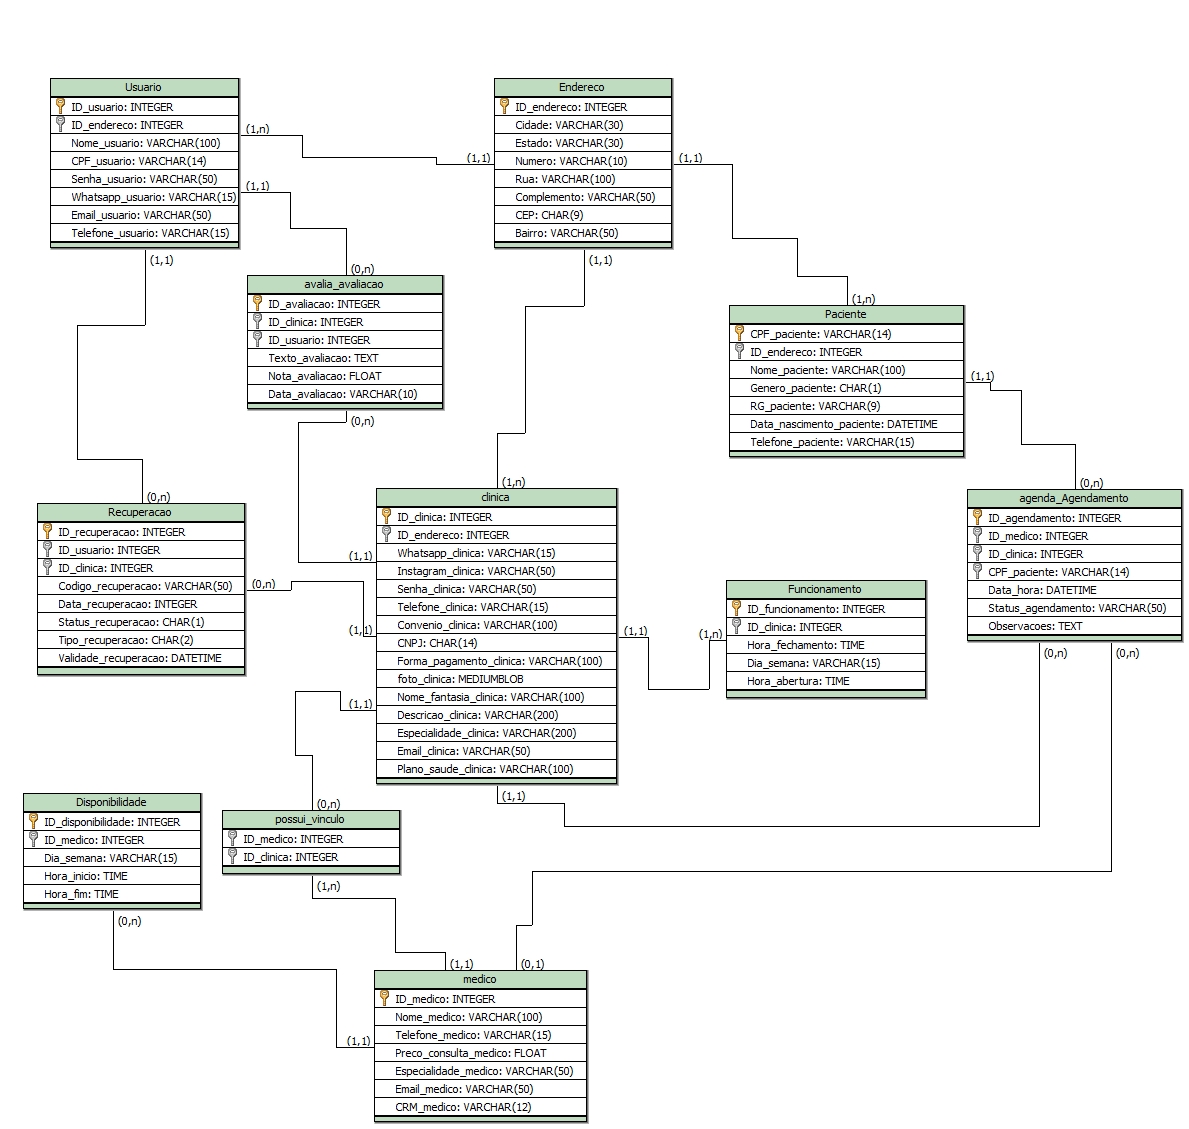 Usuario
ID_usuario: INTEGER
ID_endereco: INTEGER
Nome_usuario: VARCHAR(100)
CPF_usuario: VARCHAR(14)
Senha_usuario: VARCHAR(50)
Whatsapp_usuario: VARCHAR(15)
Email_usuario: VARCHAR(50)
Telefone_usuario: VARCHAR(15)
(1,n)
(1,1)
(1,1)
(1,1)
Endereco
ID_endereco: INTEGER
Cidade: VARCHAR(30)
Estado: VARCHAR(30)
Numero: VARCHAR(10)
Rua: VARCHAR(100)
Complemento: VARCHAR(50)
CEP: CHAR(9)
Bairro: VARCHAR(50)
(1,1)
(1,1)
(0,n)
avalia_avaliacao
ID_avaliacao: INTEGER
ID_clinica: INTEGER
ID_usuario: INTEGER
Texto_avaliacao: TEXT
Nota_avaliacao: FLOAT
Data_avaliacao: VARCHAR(10)
(0,n)
(1,n)
Paciente
CPF_paciente: VARCHAR(14)
ID_endereco: INTEGER
Nome_paciente: VARCHAR(100)
Genero_paciente: CHAR(1)
RG_paciente: VARCHAR(9)
Data_nascimento_paciente: DATETIME
Telefone_paciente: VARCHAR(15)
(1,1)
(0,n)
Recuperacao
ID_recuperacao: INTEGER
ID_usuario: INTEGER
ID_clinica: INTEGER
Codigo_recuperacao: VARCHAR(50)
Data_recuperacao: INTEGER
Status_recuperacao: CHAR(1)
Tipo_recuperacao: CHAR(2)
Validade_recuperacao: DATETIME
(0,n)
(1,n)
clinica
ID_clinica: INTEGER
ID_endereco: INTEGER
Whatsapp_clinica: VARCHAR(15)
Instagram_clinica: VARCHAR(50)
Senha_clinica: VARCHAR(50)
Telefone_clinica: VARCHAR(15)
Convenio_clinica: VARCHAR(100)
CNPJ: CHAR(14)
Forma_pagamento_clinica: VARCHAR(100)
foto_clinica: MEDIUMBLOB
Nome_fantasia_clinica: VARCHAR(100)
Descricao_clinica: VARCHAR(200)
Especialidade_clinica: VARCHAR(200)
Email_clinica: VARCHAR(50)
Plano_saude_clinica: VARCHAR(100)
(1,1)
(1,1)
(1,1)
(1,1)
(1,1)
(0,n)
agenda_Agendamento
ID_agendamento: INTEGER
ID_medico: INTEGER
ID_clinica: INTEGER
CPF_paciente: VARCHAR(14)
Data_hora: DATETIME
Status_agendamento: VARCHAR(50)
Observacoes: TEXT
(0,n)
(0,n)
(1,n)
Funcionamento
ID_funcionamento: INTEGER
ID_clinica: INTEGER
Hora_fechamento: TIME
Dia_semana: VARCHAR(15)
Hora_abertura: TIME
Disponibilidade
ID_disponibilidade: INTEGER
ID_medico: INTEGER
Dia_semana: VARCHAR(15)
Hora_inicio: TIME
Hora_fim: TIME
(0,n)
(0,n)
possui_vinculo
ID_medico: INTEGER
ID_clinica: INTEGER
(1,n)
(1,1)
(0,1)
(1,1)
medico
ID_medico: INTEGER
Nome_medico: VARCHAR(100)
Telefone_medico: VARCHAR(15)
Preco_consulta_medico: FLOAT
Especialidade_medico: VARCHAR(50)
Email_medico: VARCHAR(50)
CRM_medico: VARCHAR(12)